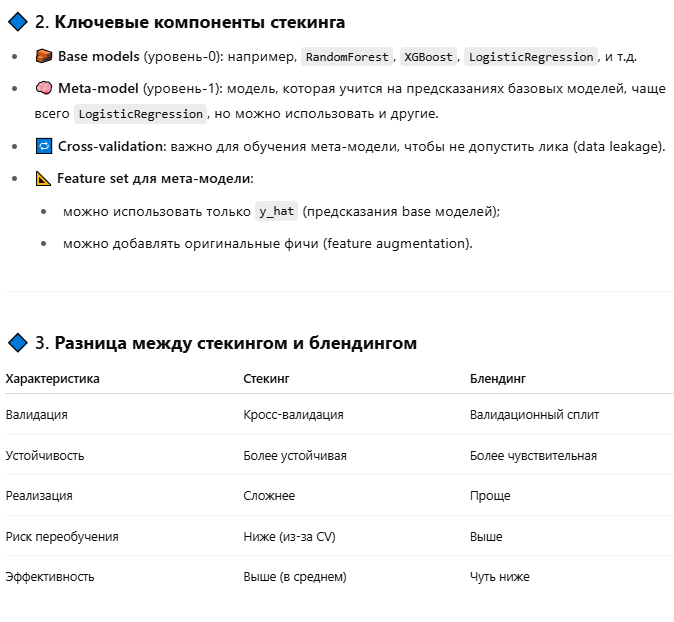 🔷 2. Ключевые компоненты стекинга
• 🧱 Base models (уровень-0): например, RandomForest, XGBoost, LogisticRegression, и т.д.
• 🧠 Meta-model (уровень-1): модель, которая учится на предсказаниях базовых моделей, чаще
всего LogisticRegression, но можно использовать и другие.
• 🔁 Cross-validation: важно для обучения мета-модели, чтобы не допустить лика (data leakage).
• 📐 Feature set для мета-модели:
• можно использовать только y_hat (предсказания base моделей);
• можно добавлять оригинальные фичи (feature augmentation).
🔷 3. Разница между стекингом и блендингом
Характеристика Стекинг Блендинг
Валидация Кросс-валидация Валидационный сплит
Устойчивость Более устойчивая Более чувствительная
Реализация Сложнее Проще
Риск переобучения Ниже (из-за CV) Выше
Эффективность Выше (в среднем) Чуть ниже